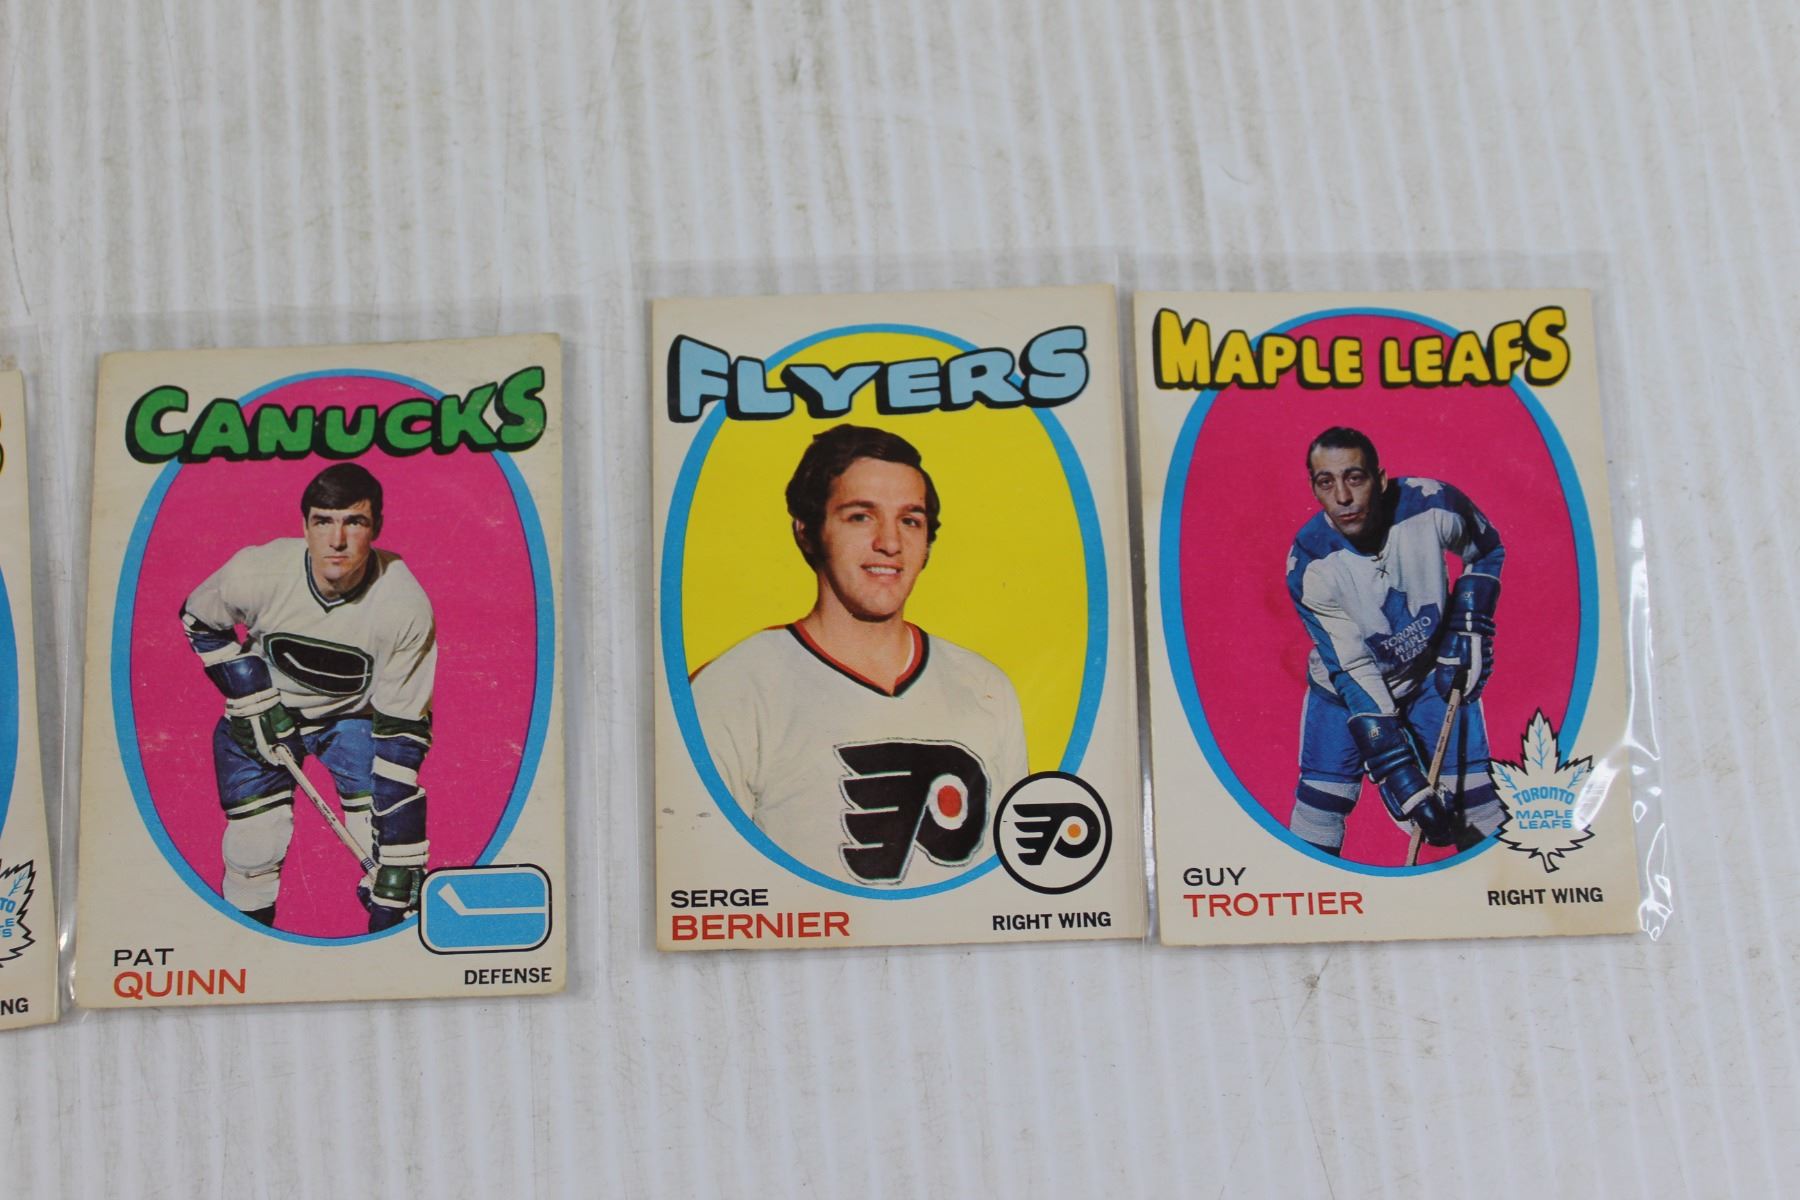 CANUCKS
PAT
QUINN
DEFENSE
FLYERS
SERGE
BERNIER
RIGHT WING
MAPLE LEAFS
TORONTO
MAPLE
LEAFS
TORONTO
MAPLE
LEAFS
GUY
TROTTIER
RIGHT WING